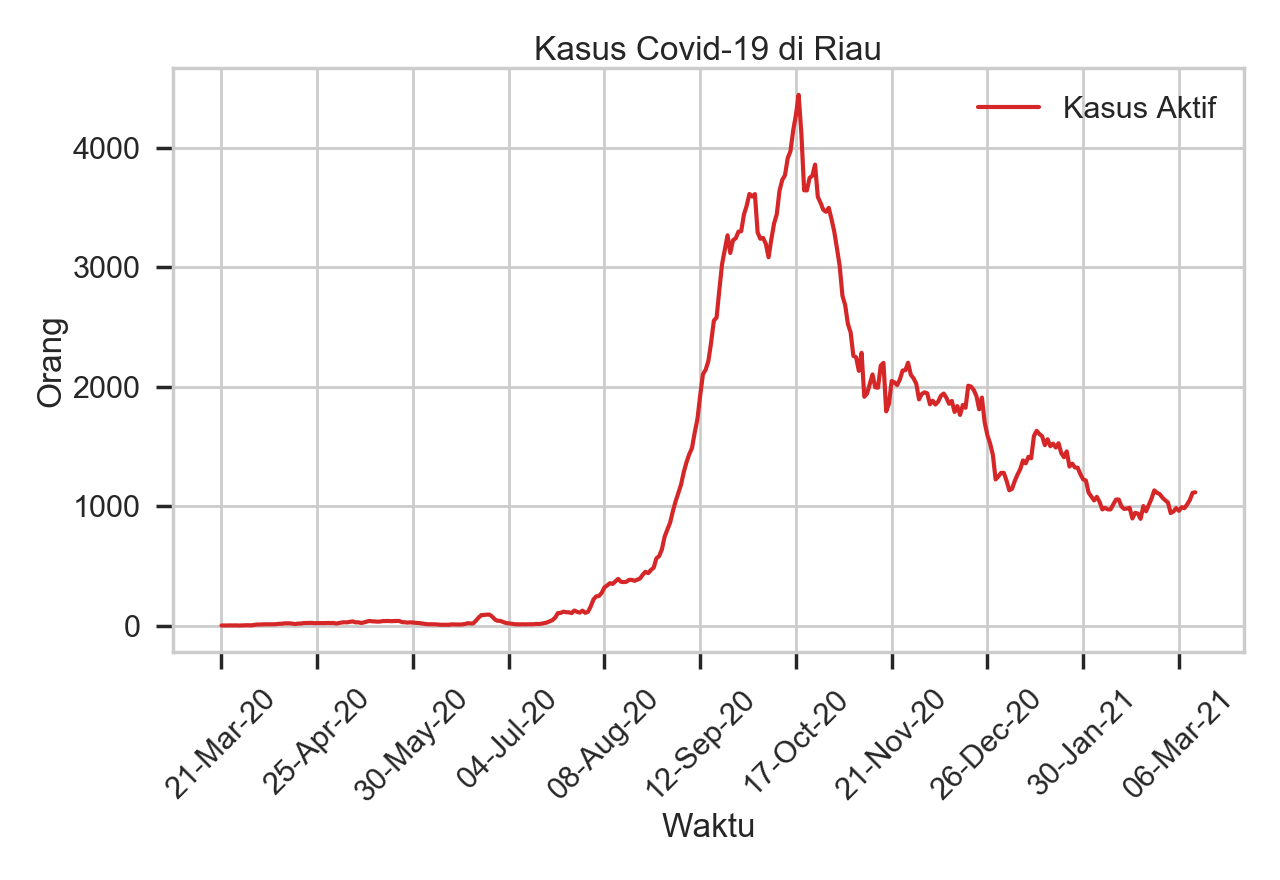 Kasus Covid-19 di Riau
Kasus Aktif
4000
3000
2000
1000
0
Orang
21-Mar-20
25-Apr-20
30-May-20
04-Jul-20
08-Aug-20
12-Sep-20
17-Oct-20
21-Nov-20
26-Dec-20
30-Jan-21
06-Mar-21
Waktu